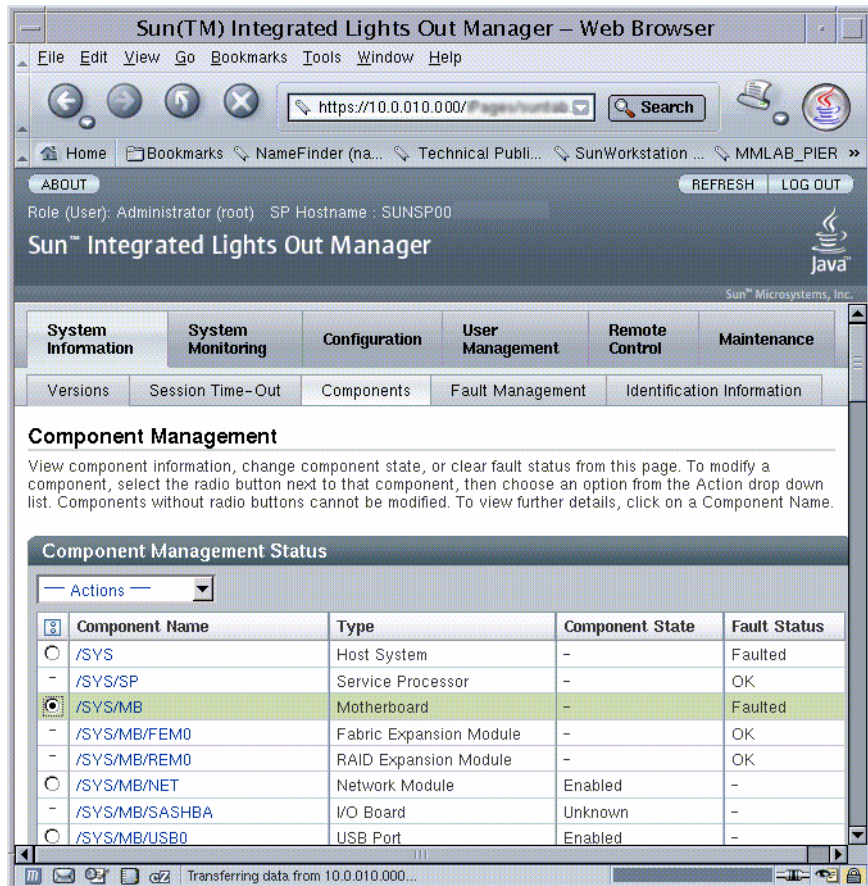 Sun(TM) Integrated Lights Out Manager – Web Browser
File Edit View Go Bookmarks Tools Window Help
https://10.0.010.000/ Search
Home Bookmarks NameFinder (na... Technical Publi... SunWorkstation ... MMLAB_PIER »
ABOUT REFRESH LOG OUT
Role (User): Administrator (root) SP Hostname : SUNSP00
Sun™ Integrated Lights Out Manager
Java™
Sun™ Microsystems, Inc.
System Information System Monitoring Configuration User Management Remote Control Maintenance
Versions Session Time-Out Components Fault Management Identification Information
Component Management
View component information, change component state, or clear fault status from this page. To modify a
component, select the radio button next to that component, then choose an option from the Action drop down
list. Components without radio buttons cannot be modified. To view further details, click on a Component Name.
Component Management Status
— Actions —
Component Name Type Component State Fault Status
/SYS Host System – Faulted
– /SYS/SP Service Processor – OK
/SYS/MB Motherboard – Faulted
– /SYS/MB/FEM0 Fabric Expansion Module – OK
– /SYS/MB/REM0 RAID Expansion Module – OK
/SYS/MB/NET Network Module Enabled –
– /SYS/MB/SASHBA I/O Board Unknown –
/SYS/MB/USB0 USB Port Enabled –
Transferring data from 10.0.010.000...